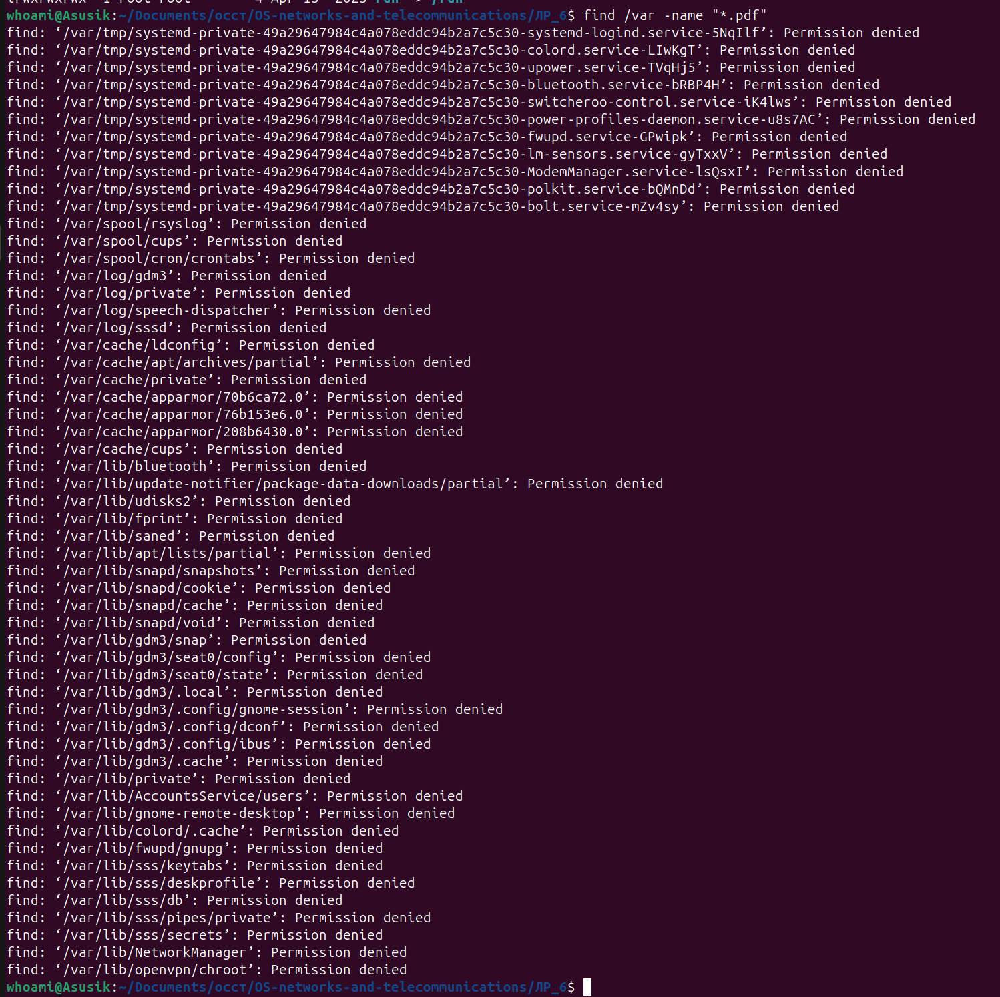 whoami@Asusik:~/Documents/осст/OS-networks-and-telecommunications/ЛР_6$ find /var -name "*.pdf"
find: ‘/var/tmp/systemd-private-49a29647984c4a078eddc94b2a7c5c30-systemd-logind.service-5NqIlf’: Permission denied
find: ‘/var/tmp/systemd-private-49a29647984c4a078eddc94b2a7c5c30-colord.service-LIwKgT’: Permission denied
find: ‘/var/tmp/systemd-private-49a29647984c4a078eddc94b2a7c5c30-upower.service-TVqHj5’: Permission denied
find: ‘/var/tmp/systemd-private-49a29647984c4a078eddc94b2a7c5c30-bluetooth.service-bRBP4H’: Permission denied
find: ‘/var/tmp/systemd-private-49a29647984c4a078eddc94b2a7c5c30-switcheroo-control.service-iK4lws’: Permission denied
find: ‘/var/tmp/systemd-private-49a29647984c4a078eddc94b2a7c5c30-power-profiles-daemon.service-u8s7AC’: Permission denied
find: ‘/var/tmp/systemd-private-49a29647984c4a078eddc94b2a7c5c30-fwupd.service-GPwipk’: Permission denied
find: ‘/var/tmp/systemd-private-49a29647984c4a078eddc94b2a7c5c30-lm-sensors.service-gyTxxV’: Permission denied
find: ‘/var/tmp/systemd-private-49a29647984c4a078eddc94b2a7c5c30-ModemManager.service-lsQsxI’: Permission denied
find: ‘/var/tmp/systemd-private-49a29647984c4a078eddc94b2a7c5c30-polkit.service-bQMnDd’: Permission denied
find: ‘/var/tmp/systemd-private-49a29647984c4a078eddc94b2a7c5c30-bolt.service-mZv4sy’: Permission denied
find: ‘/var/spool/rsyslog’: Permission denied
find: ‘/var/spool/cups’: Permission denied
find: ‘/var/spool/cron/crontabs’: Permission denied
find: ‘/var/log/gdm3’: Permission denied
find: ‘/var/log/private’: Permission denied
find: ‘/var/log/speech-dispatcher’: Permission denied
find: ‘/var/log/sssd’: Permission denied
find: ‘/var/cache/ldconfig’: Permission denied
find: ‘/var/cache/apt/archives/partial’: Permission denied
find: ‘/var/cache/private’: Permission denied
find: ‘/var/cache/apparmor/70b6ca72.0’: Permission denied
find: ‘/var/cache/apparmor/76b153e6.0’: Permission denied
find: ‘/var/cache/apparmor/208b6430.0’: Permission denied
find: ‘/var/cache/cups’: Permission denied
find: ‘/var/lib/bluetooth’: Permission denied
find: ‘/var/lib/update-notifier/package-data-downloads/partial’: Permission denied
find: ‘/var/lib/udisks2’: Permission denied
find: ‘/var/lib/fprint’: Permission denied
find: ‘/var/lib/saned’: Permission denied
find: ‘/var/lib/apt/lists/partial’: Permission denied
find: ‘/var/lib/snapd/snapshots’: Permission denied
find: ‘/var/lib/snapd/cookie’: Permission denied
find: ‘/var/lib/snapd/cache’: Permission denied
find: ‘/var/lib/snapd/void’: Permission denied
find: ‘/var/lib/gdm3/snap’: Permission denied
find: ‘/var/lib/gdm3/seat0/config’: Permission denied
find: ‘/var/lib/gdm3/seat0/state’: Permission denied
find: ‘/var/lib/gdm3/.local’: Permission denied
find: ‘/var/lib/gdm3/.config/gnome-session’: Permission denied
find: ‘/var/lib/gdm3/.config/dconf’: Permission denied
find: ‘/var/lib/gdm3/.config/ibus’: Permission denied
find: ‘/var/lib/gdm3/.cache’: Permission denied
find: ‘/var/lib/private’: Permission denied
find: ‘/var/lib/AccountsService/users’: Permission denied
find: ‘/var/lib/gnome-remote-desktop’: Permission denied
find: ‘/var/lib/colord/.cache’: Permission denied
find: ‘/var/lib/fwupd/gnupg’: Permission denied
find: ‘/var/lib/sss/keytabs’: Permission denied
find: ‘/var/lib/sss/deskprofile’: Permission denied
find: ‘/var/lib/sss/db’: Permission denied
find: ‘/var/lib/sss/pipes/private’: Permission denied
find: ‘/var/lib/sss/secrets’: Permission denied
find: ‘/var/lib/NetworkManager’: Permission denied
find: ‘/var/lib/openvpn/chroot’: Permission denied
whoami@Asusik:~/Documents/осст/OS-networks-and-telecommunications/ЛР_6$